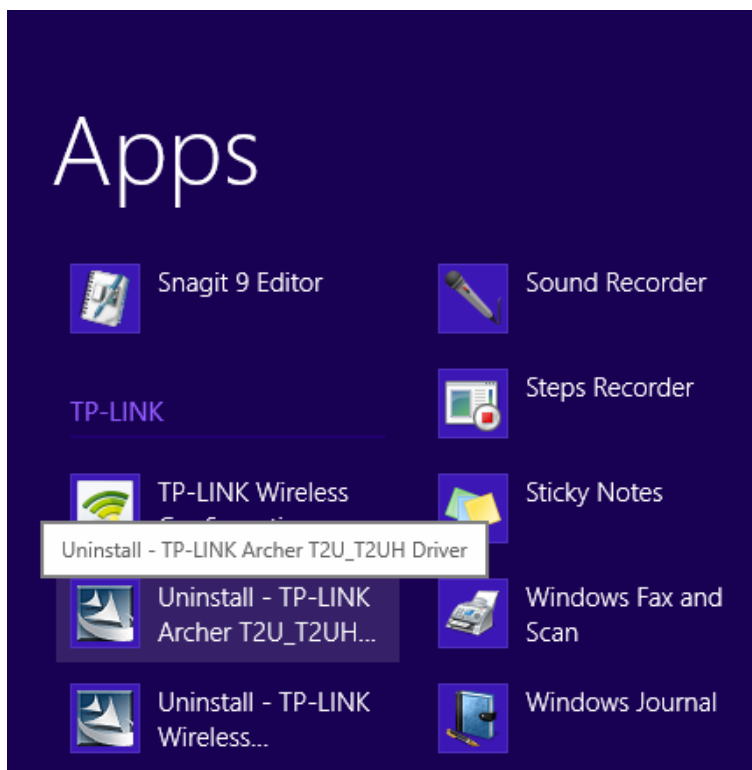 Apps
Snagit 9 Editor
TP-LINK
TP-LINK Wireless
Uninstall - TP-LINK Archer T2U_T2UH Driver
Uninstall - TP-LINK
Archer T2U_T2UH...
Uninstall - TP-LINK
Wireless...
Sound Recorder
Steps Recorder
Sticky Notes
Windows Fax and
Scan
Windows Journal